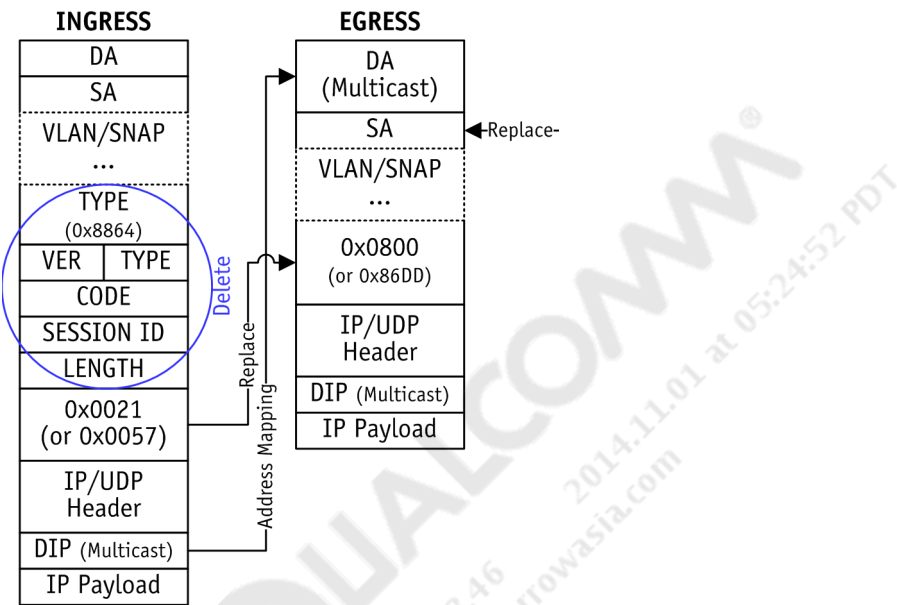 INGRESS
DA
SA
VLAN/SNAP
...
TYPE
(0x8864)
VER TYPE
CODE
SESSION ID
LENGTH
0x0021
(or 0x0057)
IP/UDP
Header
DIP (Multicast)
IP Payload
Delete
Replace
Address Mapping
EGRESS
DA
(Multicast)
SA
Replace
VLAN/SNAP
...
0x0800
(or 0x86DD)
IP/UDP
Header
DIP (Multicast)
IP Payload
QUALCOMM
2014.11.01 at 05:24:52 PDT